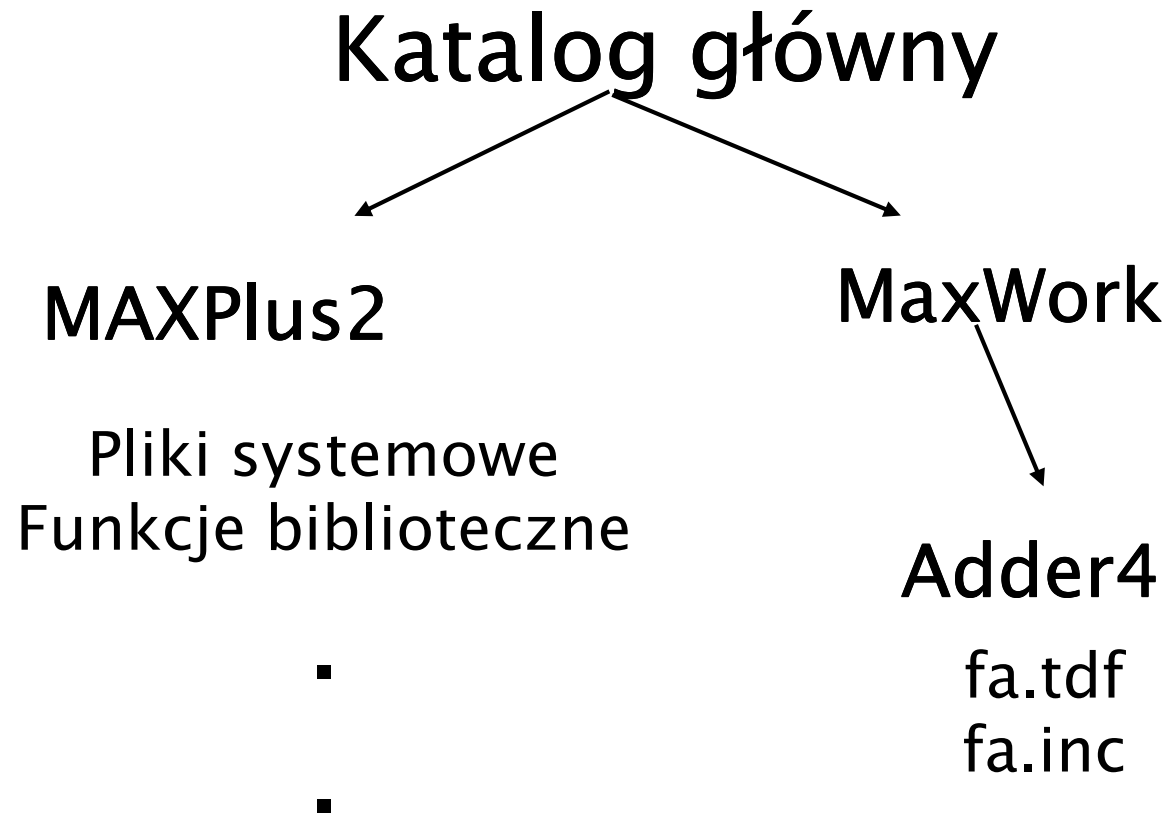 Katalog główny
MAXPlus2
MaxWork
Pliki systemowe
Funkcje biblioteczne
Adder4
fa.tdf
fa.inc